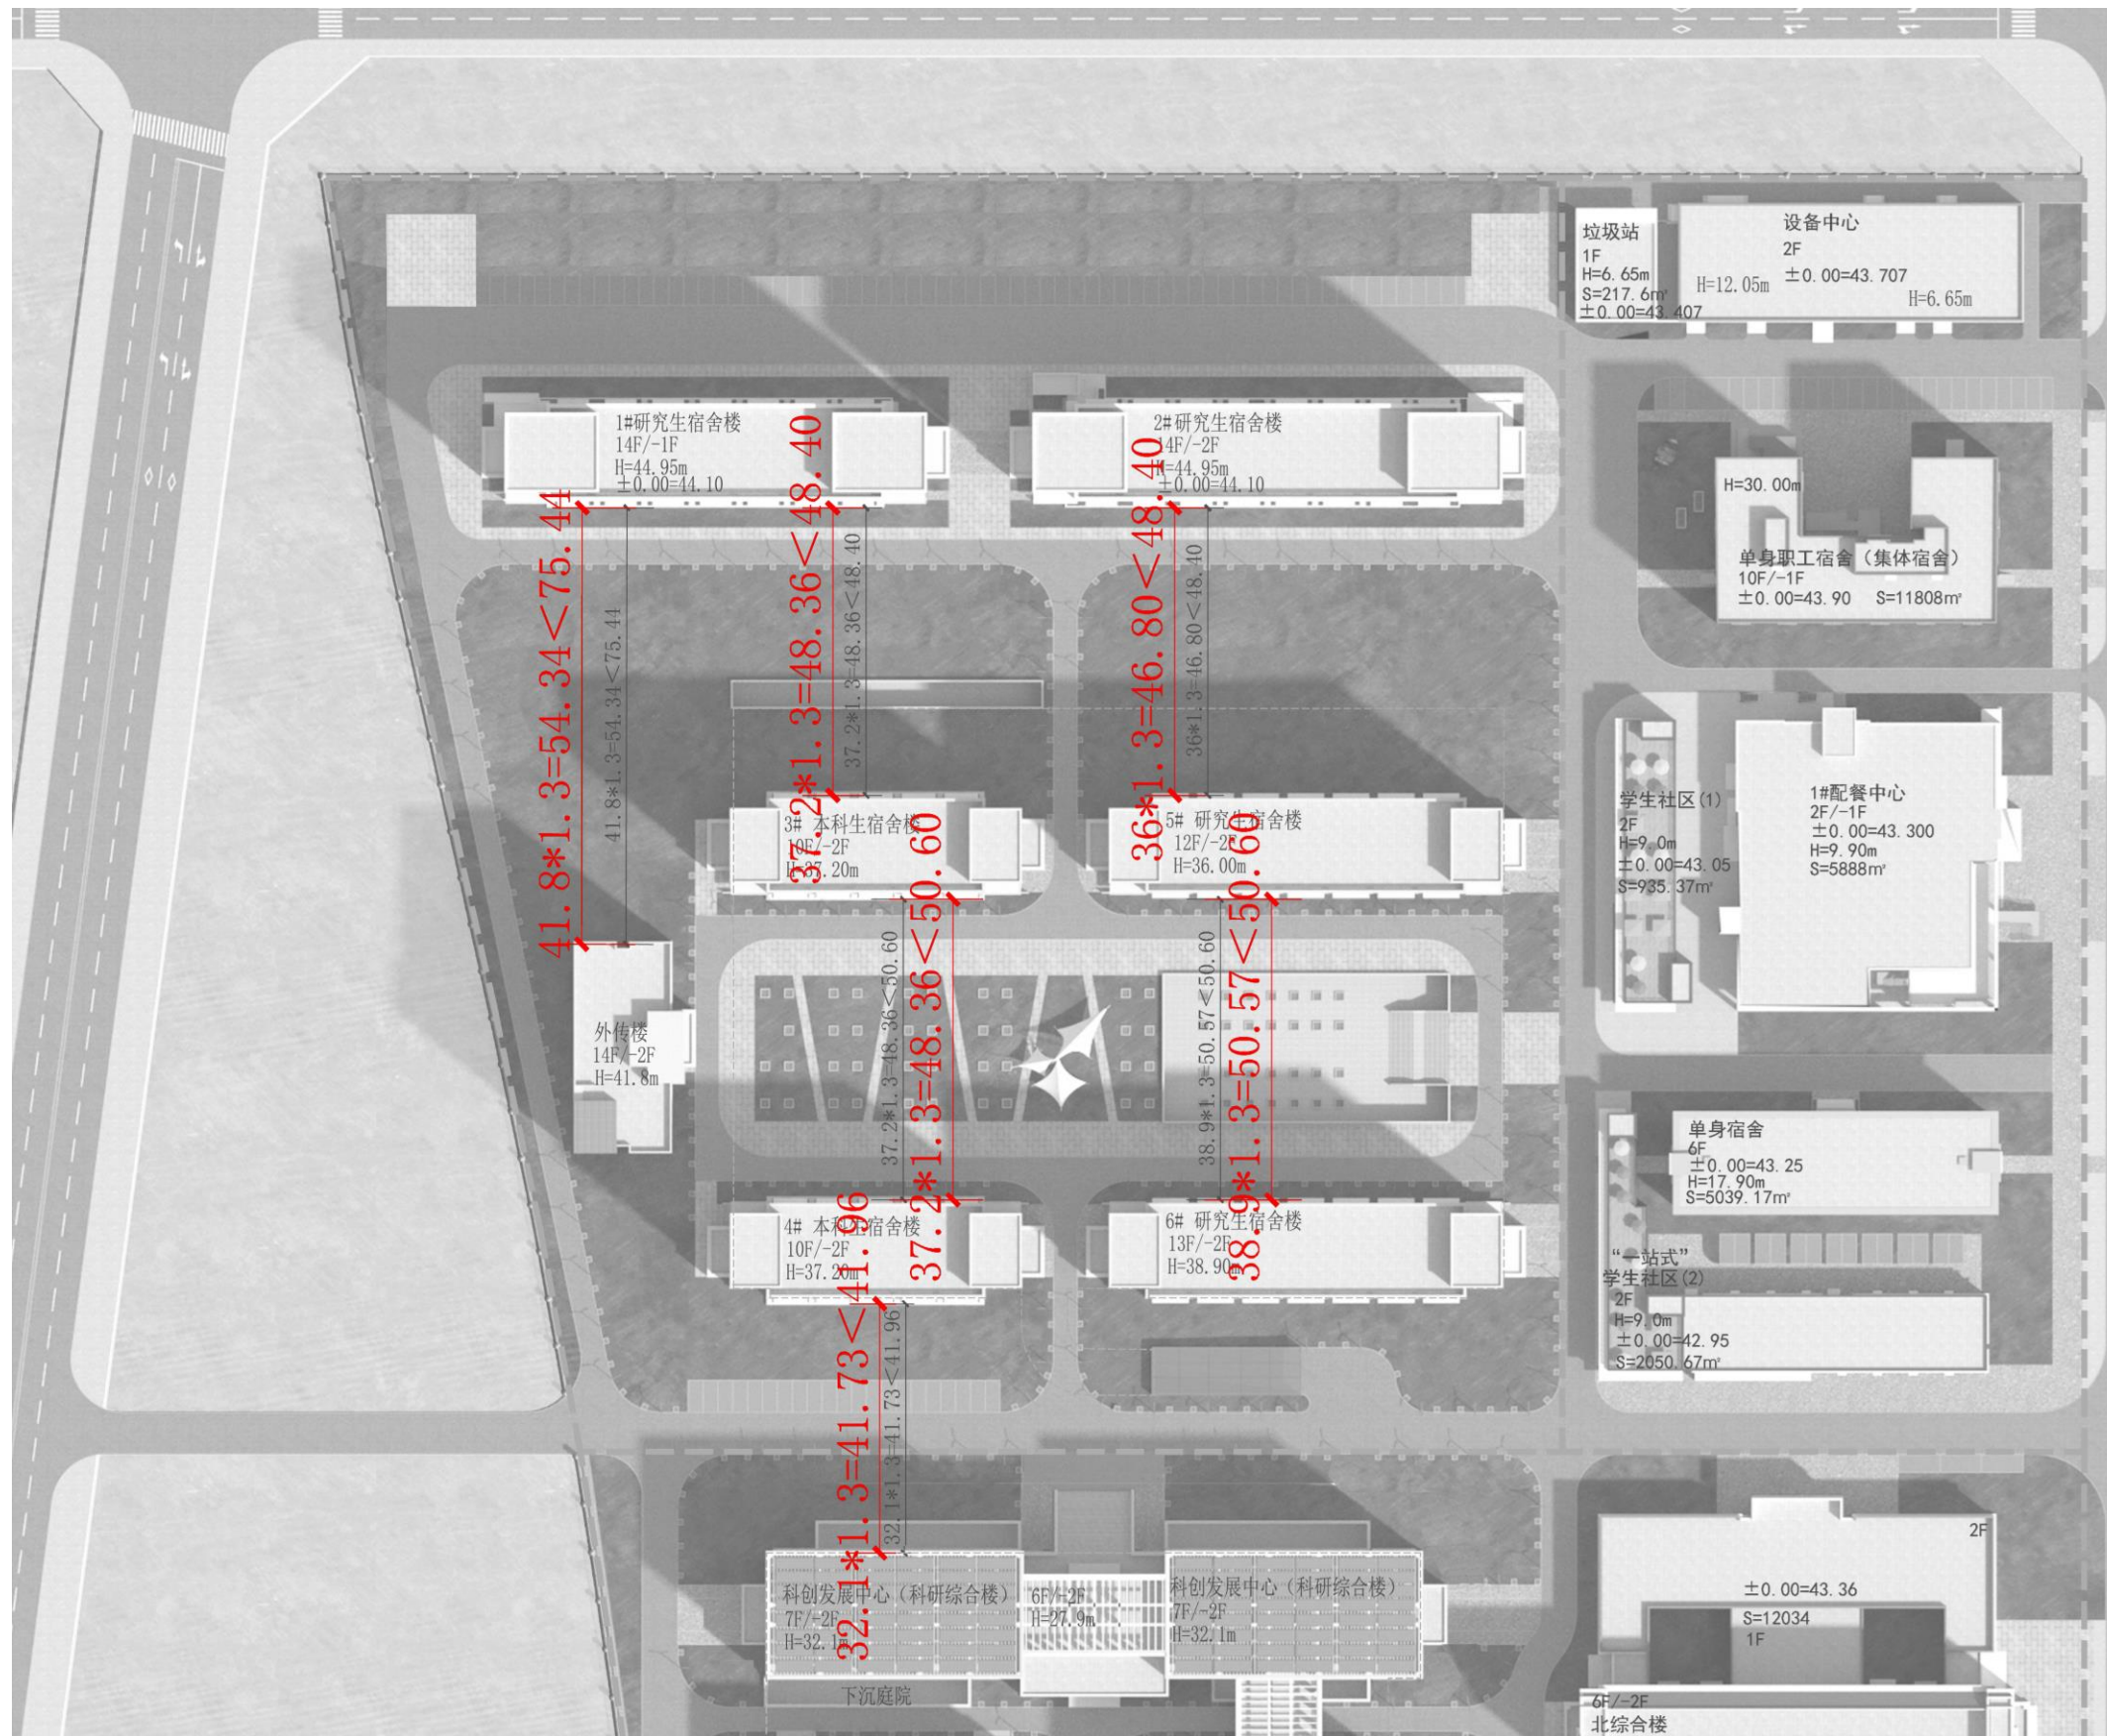 垃圾站
1F
H=6.65m
S=217.6㎡
±0.00=43.407
设备中心
2F
±0.00=43.707
H=12.05m
H=6.65m
1#研究生宿舍楼
14F/-1F
H=44.95m
±0.00=44.10
2#研究生宿舍楼
14F/-2F
H=44.95m
±0.00=44.10
H=30.00m
单身职工宿舍（集体宿舍）
10F/-1F
±0.00=43.90 S=11808㎡
41.8*1.3=54.34<75.44
41.8*1.3=54.34<75.44
37.2*1.3=48.36<48.40
37.2*1.3=48.36<48.40
36*1.3=46.80<48.40
36*1.3=46.80<48.40
3# 本科生宿舍楼
10F/-2F
H=37.20m
5# 研究生宿舍楼
12F/-2F
H=36.00m
学生社区(1)
2F
H=9.0m
±0.00=43.05
S=935.37㎡
1#配餐中心
2F/-1F
±0.00=43.300
H=9.90m
S=5888㎡
外传楼
14F/-2F
H=41.8m
37.2*1.3=48.36<50.60
37.2*1.3=48.36<50.60
38.9*1.3=50.57<50.60
38.9*1.3=50.57<50.60
单身宿舍
6F
±0.00=43.25
H=17.90m
S=5039.17㎡
4# 本科生宿舍楼
10F/-2F
H=37.20m
6# 研究生宿舍楼
13F/-2F
H=38.90m
“一站式”
学生社区(2)
2F
H=9.0m
±0.00=42.95
S=2050.67㎡
32.1*1.3=41.73<41.96
32.1*1.3=41.73<41.96
科创发展中心（科研综合楼）
7F/-2F
H=32.1m
6F/-2F
H=27.9m
科创发展中心（科研综合楼）
7F/-2F
H=32.1m
下沉庭院
2F
±0.00=43.36
S=12034
1F
6F/-2F
北综合楼